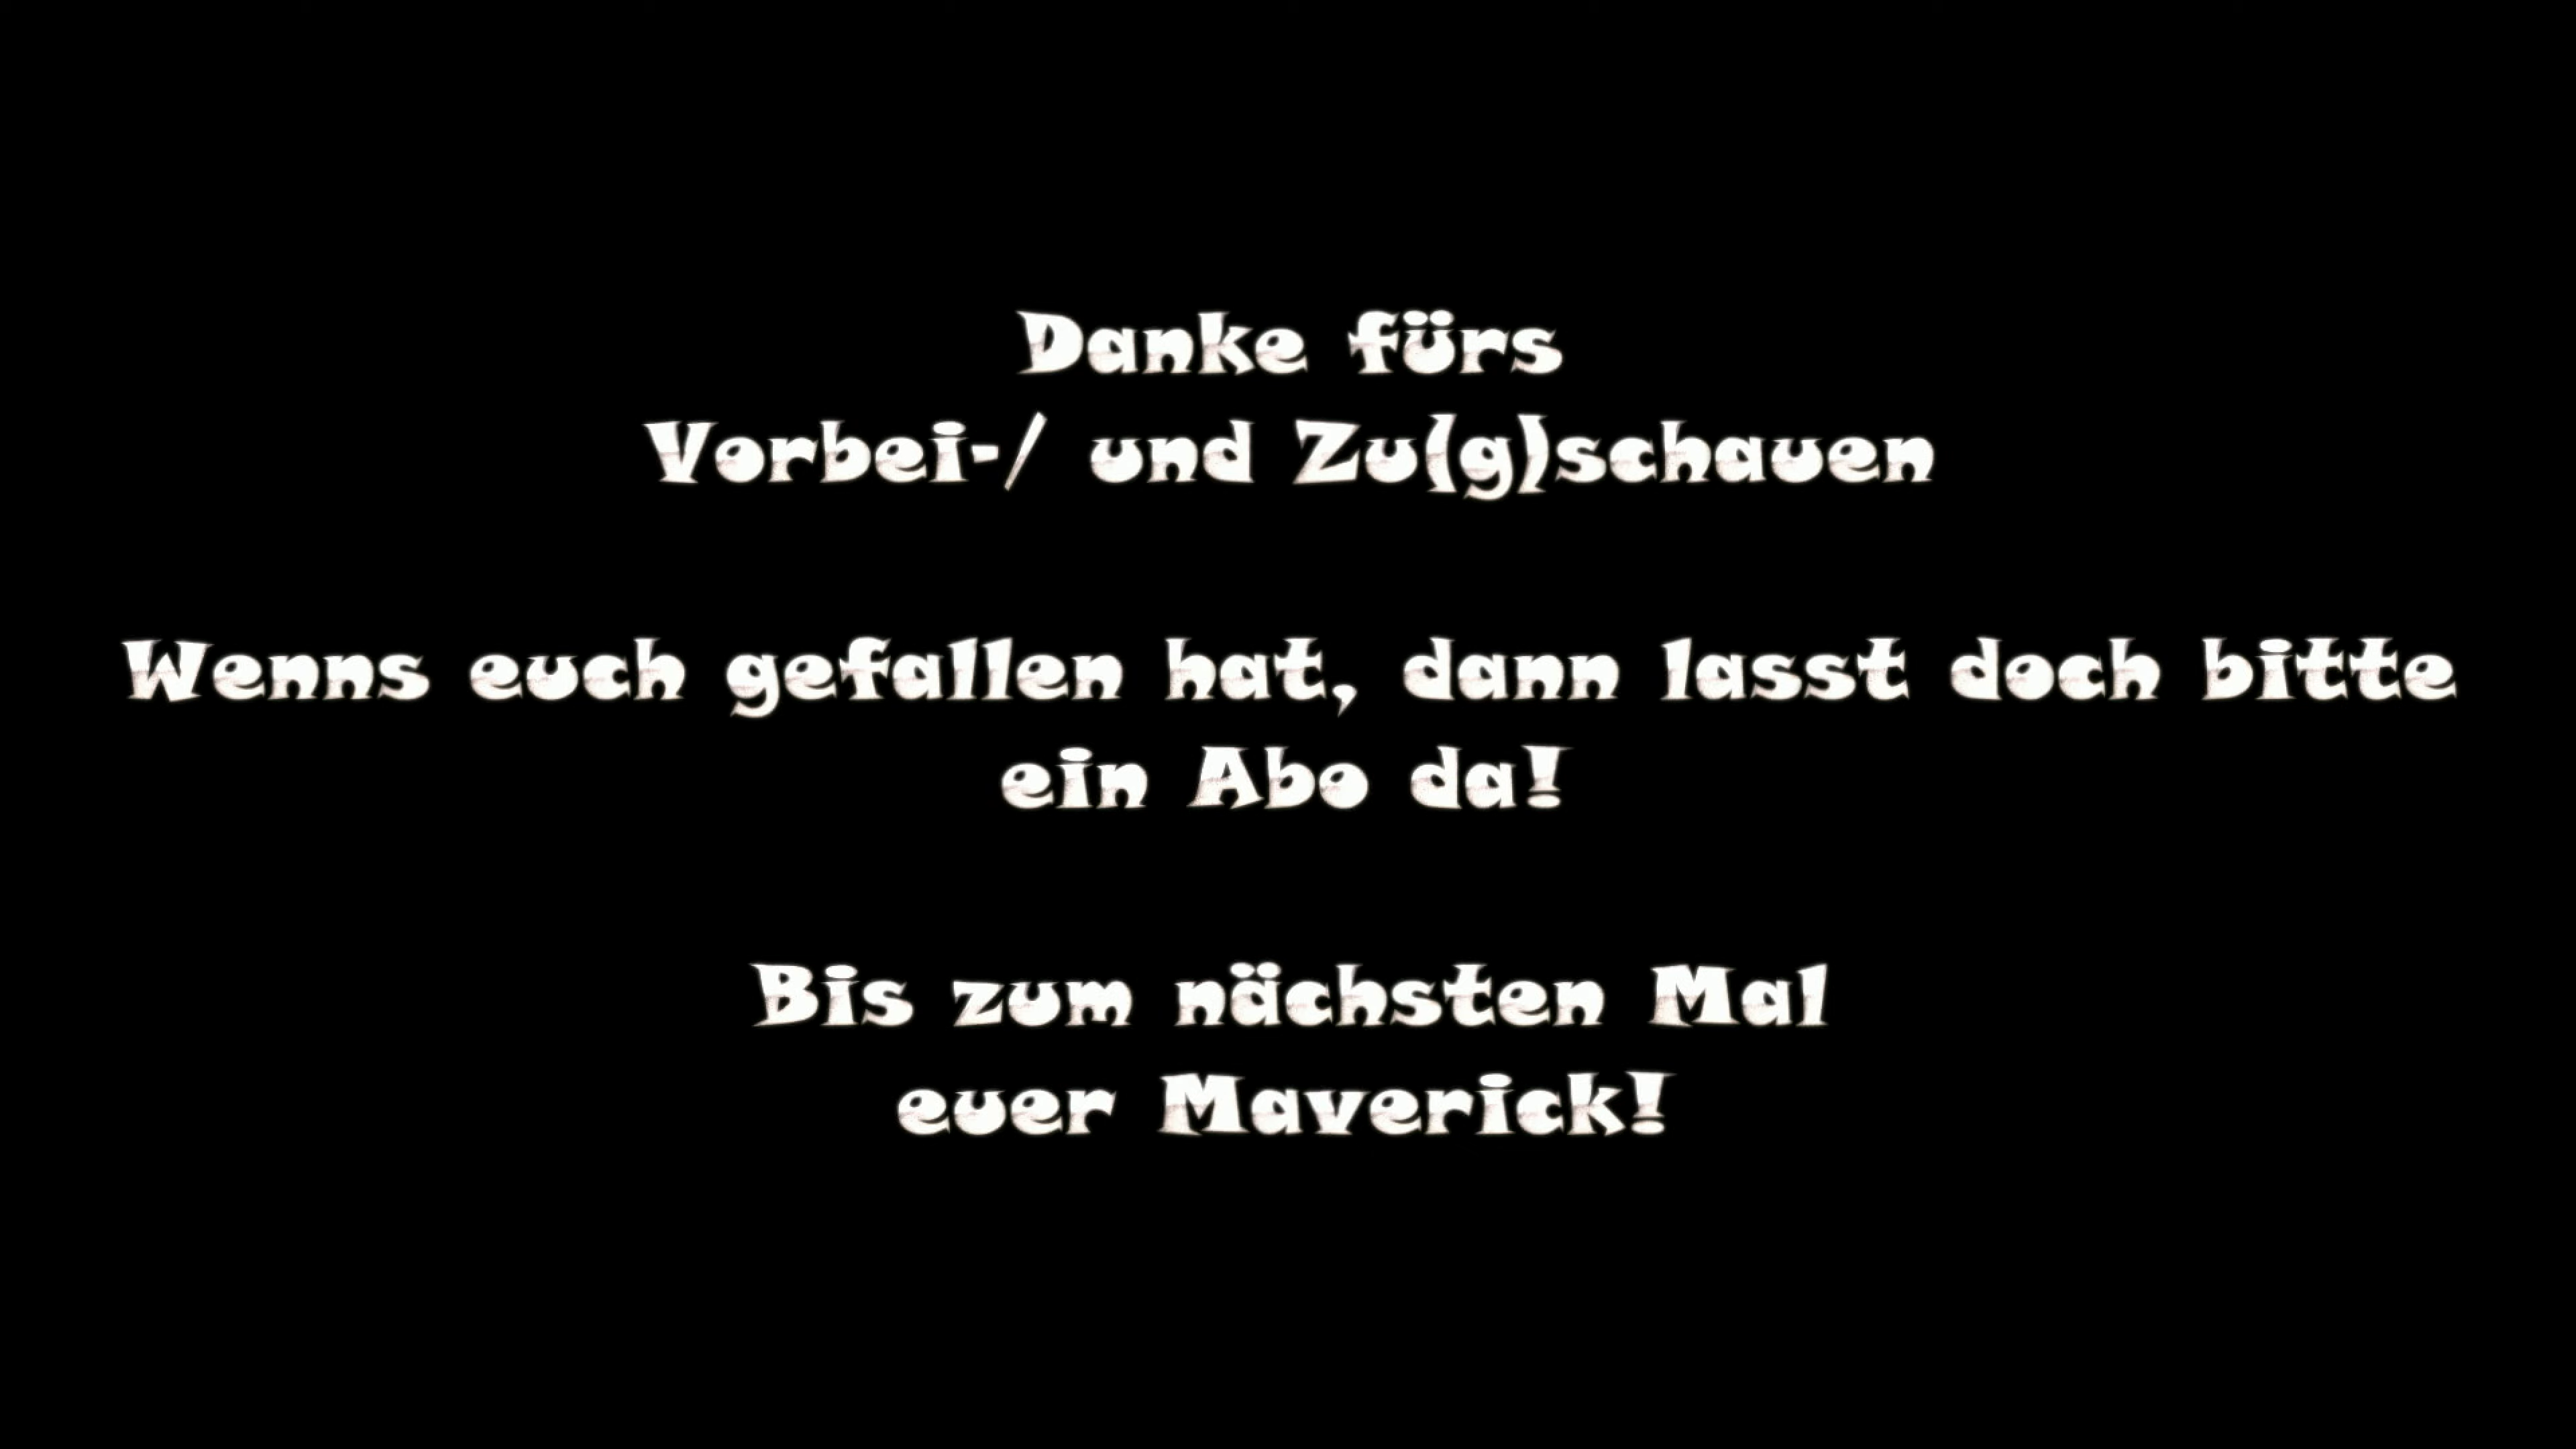 Danke fürs
Vorbei-/ und Zu(g)schauen
Wenns euch gefallen hat, dann lasst doch bitte
ein Abo da!
Bis zum nächsten Mal
euer Maverick!